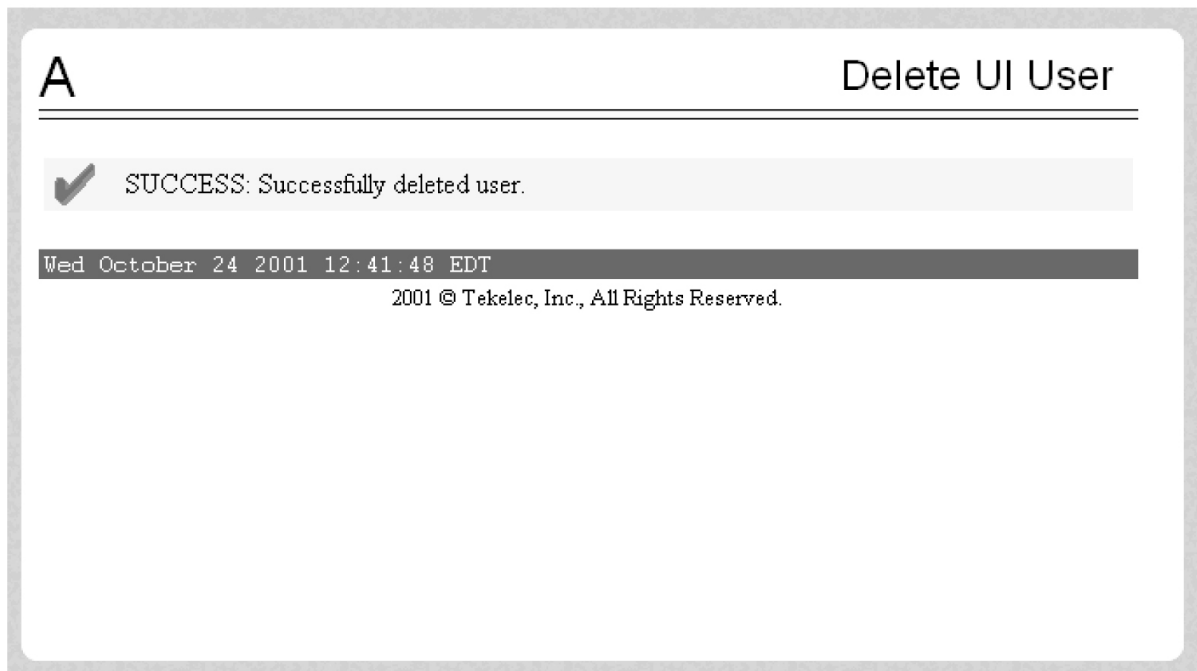 A Delete UI User
SUCCESS: Successfully deleted user.
Wed October 24 2001 12:41:48 EDT
2001 © Tekelec, Inc., All Rights Reserved.